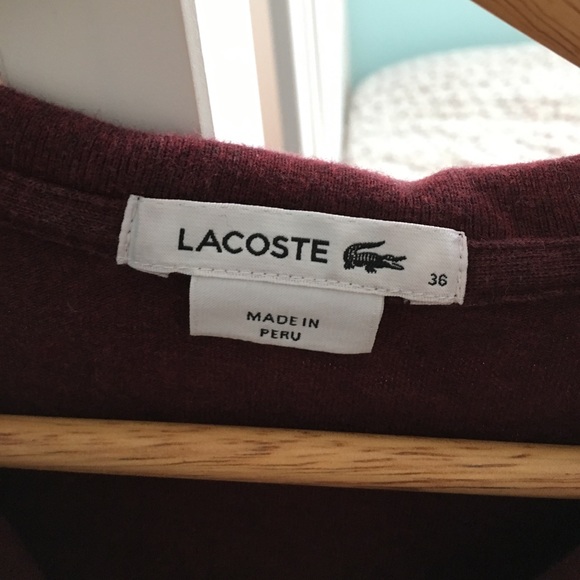 LACOSTE
36
MADE IN
PERU